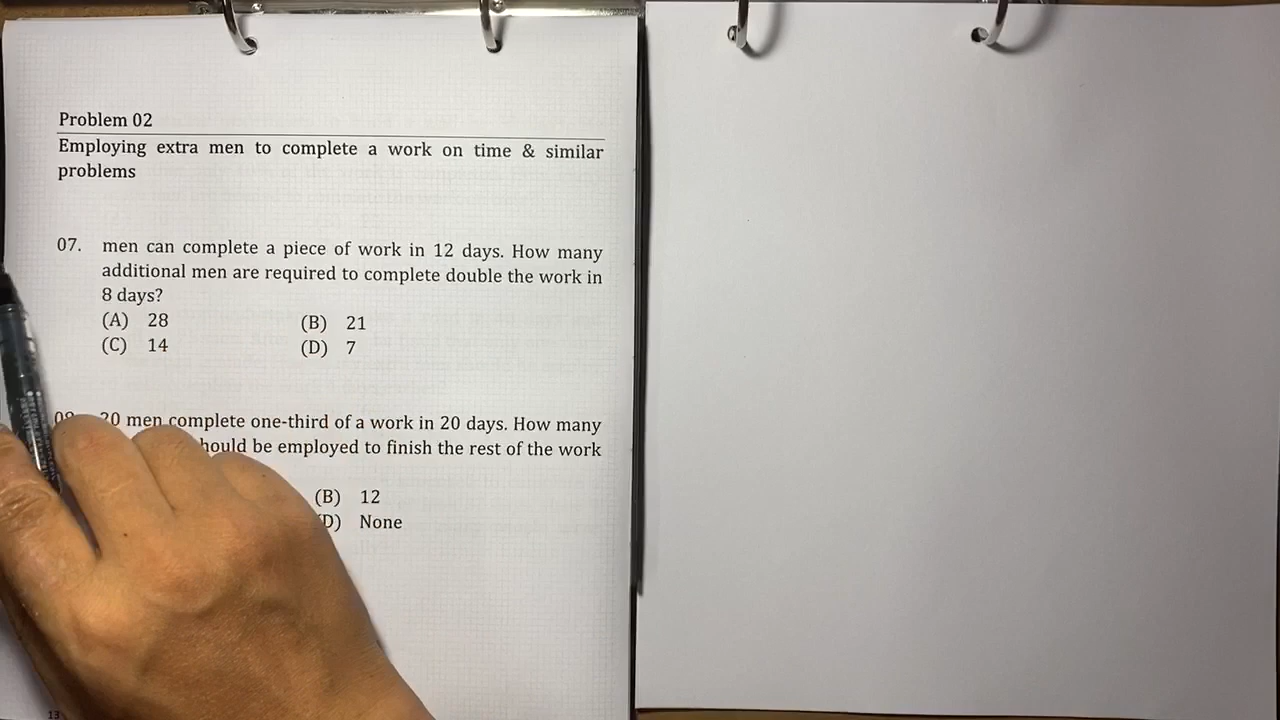 Problem 02
Employing extra men to complete a work on time & similar
problems
07. men can complete a piece of work in 12 days. How many
additional men are required to complete double the work in
8 days?
(A) 28 (B) 21
(C) 14 (D) 7
20 men complete one-third of a work in 20 days. How many
should be employed to finish the rest of the work
(B) 12
(D) None
13